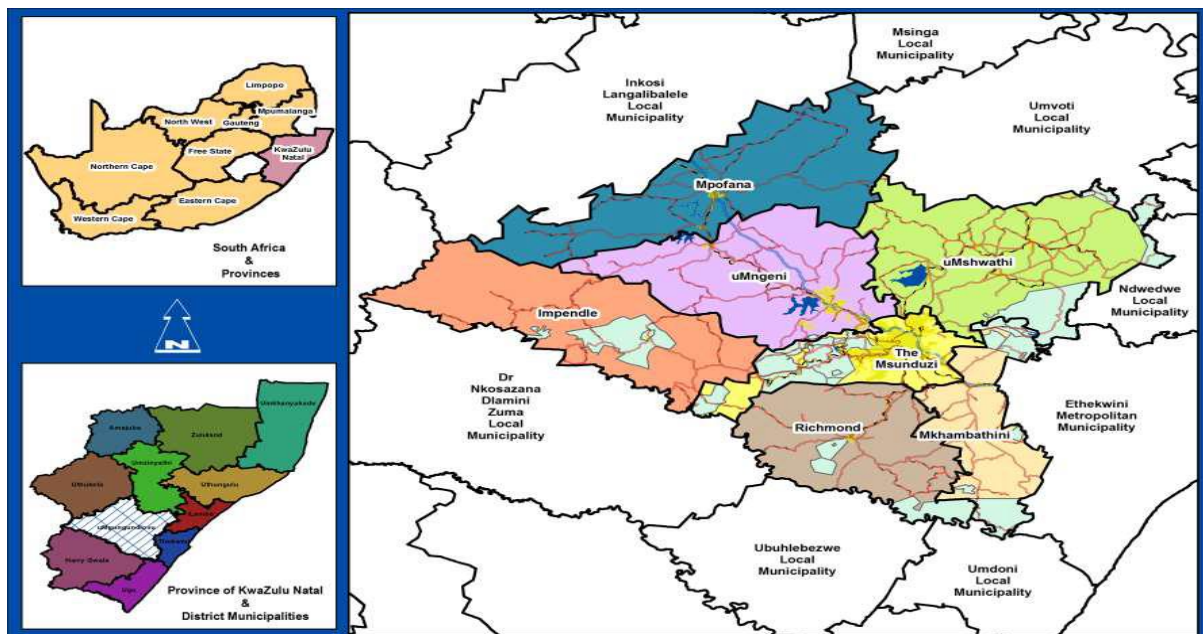 Limpopo
Mpumalanga
North West
Gauteng
KwaZulu
Natal
Free State
Northern Cape
Eastern Cape
Western Cape
South Africa
&
Provinces
N
Amajuba
Zululand
Umzinyathi
Uthukela
Uthungulu
uMgungundlovu
Harry Gwala
Ugu
Province of KwaZulu Natal
&
District Municipalities
Msinga
Local
Municipality
Inkosi
Langalibalele
Local
Municipality
Umvoti
Local
Municipality
Mpofana
uMshwathi
uMngeni
Ndwedwe
Local
Municipality
Impendle
The
Msunduzi
Dr
Nkosazana
Dlamini
Zuma
Local
Municipality
Ethekwini
Metropolitan
Municipality
Richmond
Mkhambathini
Ubuhlebezwe
Local
Municipality
Umdoni
Local
Municipality